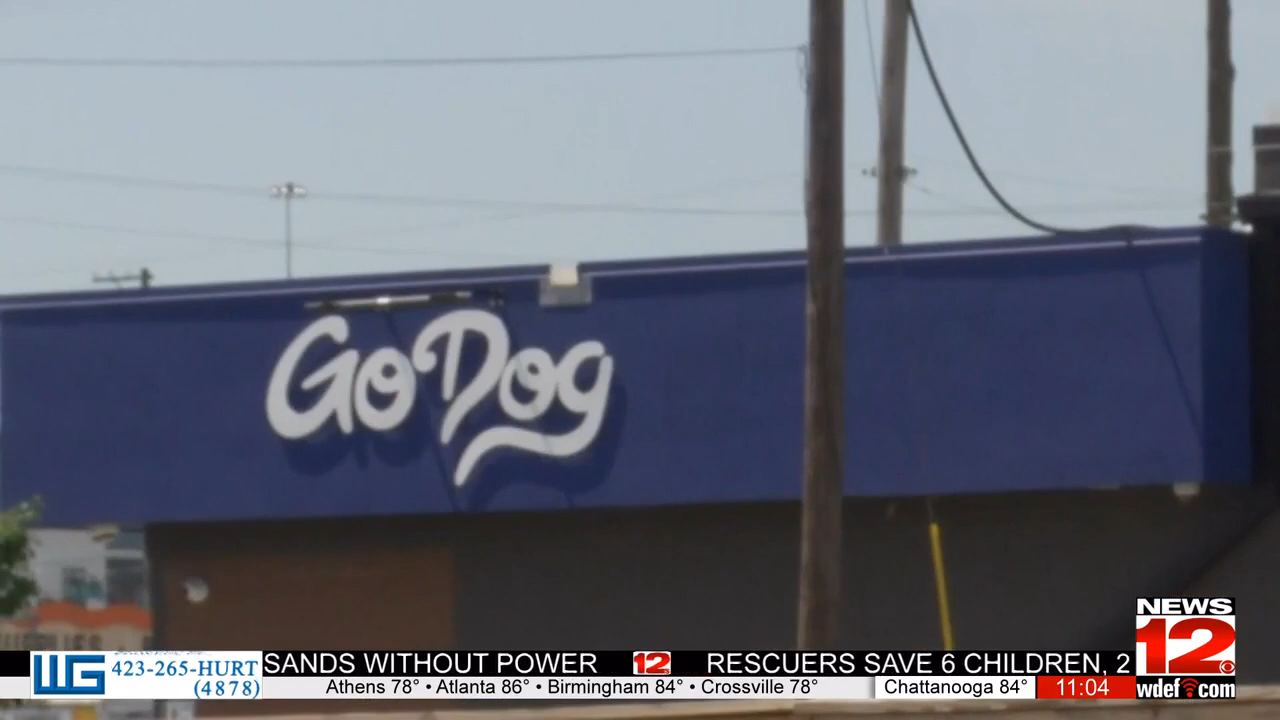 GoDog
NEWS
12
wdef.com
WG 423-265-HURT
(4878)
SANDS WITHOUT POWER 12 RESCUERS SAVE 6 CHILDREN, 2
Athens 78° • Atlanta 86° • Birmingham 84° • Crossville 78°
Chattanooga 84° 11:04